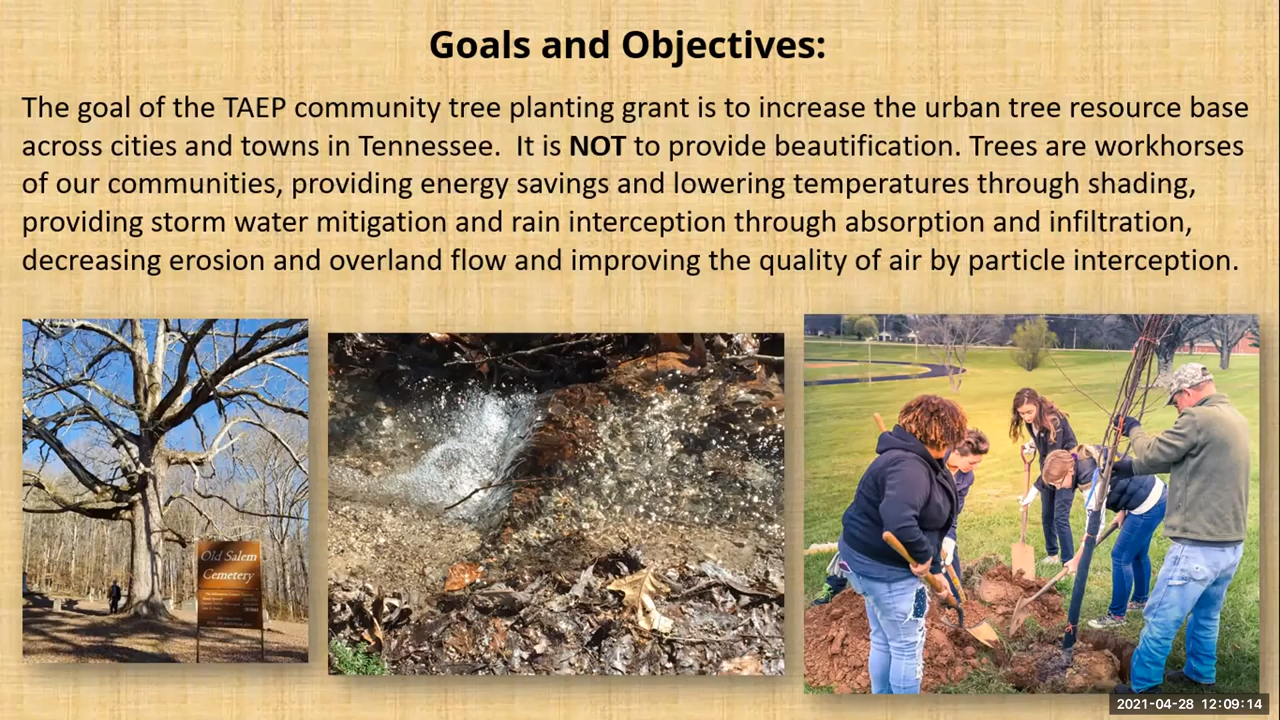 Goals and Objectives:
The goal of the TAEP community tree planting grant is to increase the urban tree resource base
across cities and towns in Tennessee. It is NOT to provide beautification. Trees are workhorses
of our communities, providing energy savings and lowering temperatures through shading,
providing storm water mitigation and rain interception through absorption and infiltration,
decreasing erosion and overland flow and improving the quality of air by particle interception.
Old Salem
Cemetery
2021-04-28 12:09:14